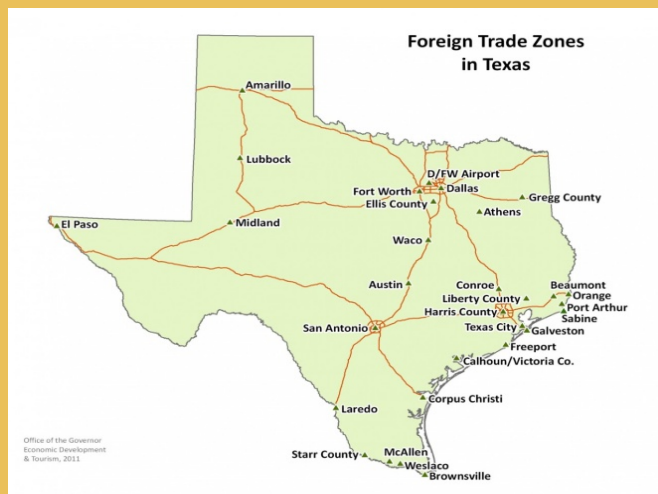 Foreign Trade Zones
in Texas
Amarillo
Lubbock
D/FW Airport
Fort Worth
Dallas
Ellis County
Gregg County
Athens
El Paso
Midland
Waco
Austin
Conroe
Beaumont
Liberty County
Orange
Harris County
Port Arthur
Sabine
San Antonio
Texas City
Galveston
Freeport
Calhoun/Victoria Co.
Corpus Christi
Laredo
Office of the Governor
Economic Development
& Tourism, 2011
Starr County
McAllen
Weslaco
Brownsville